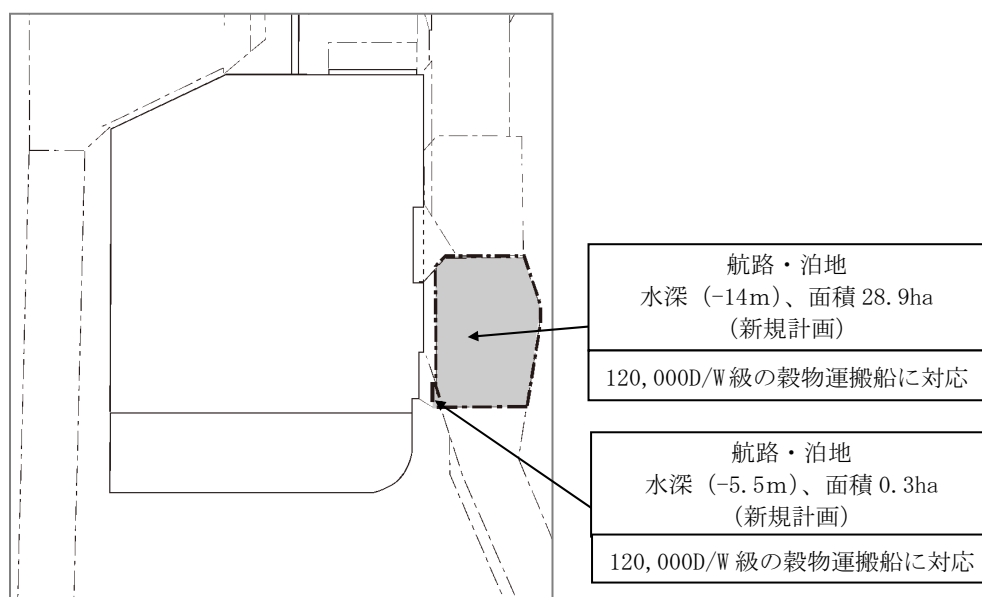 航路・泊地
水深（-14m）、面積 28.9ha
（新規計画）
120,000D/W 級の穀物運搬船に対応
航路・泊地
水深（-5.5m）、面積 0.3ha
（新規計画）
120,000D/W 級の穀物運搬船に対応